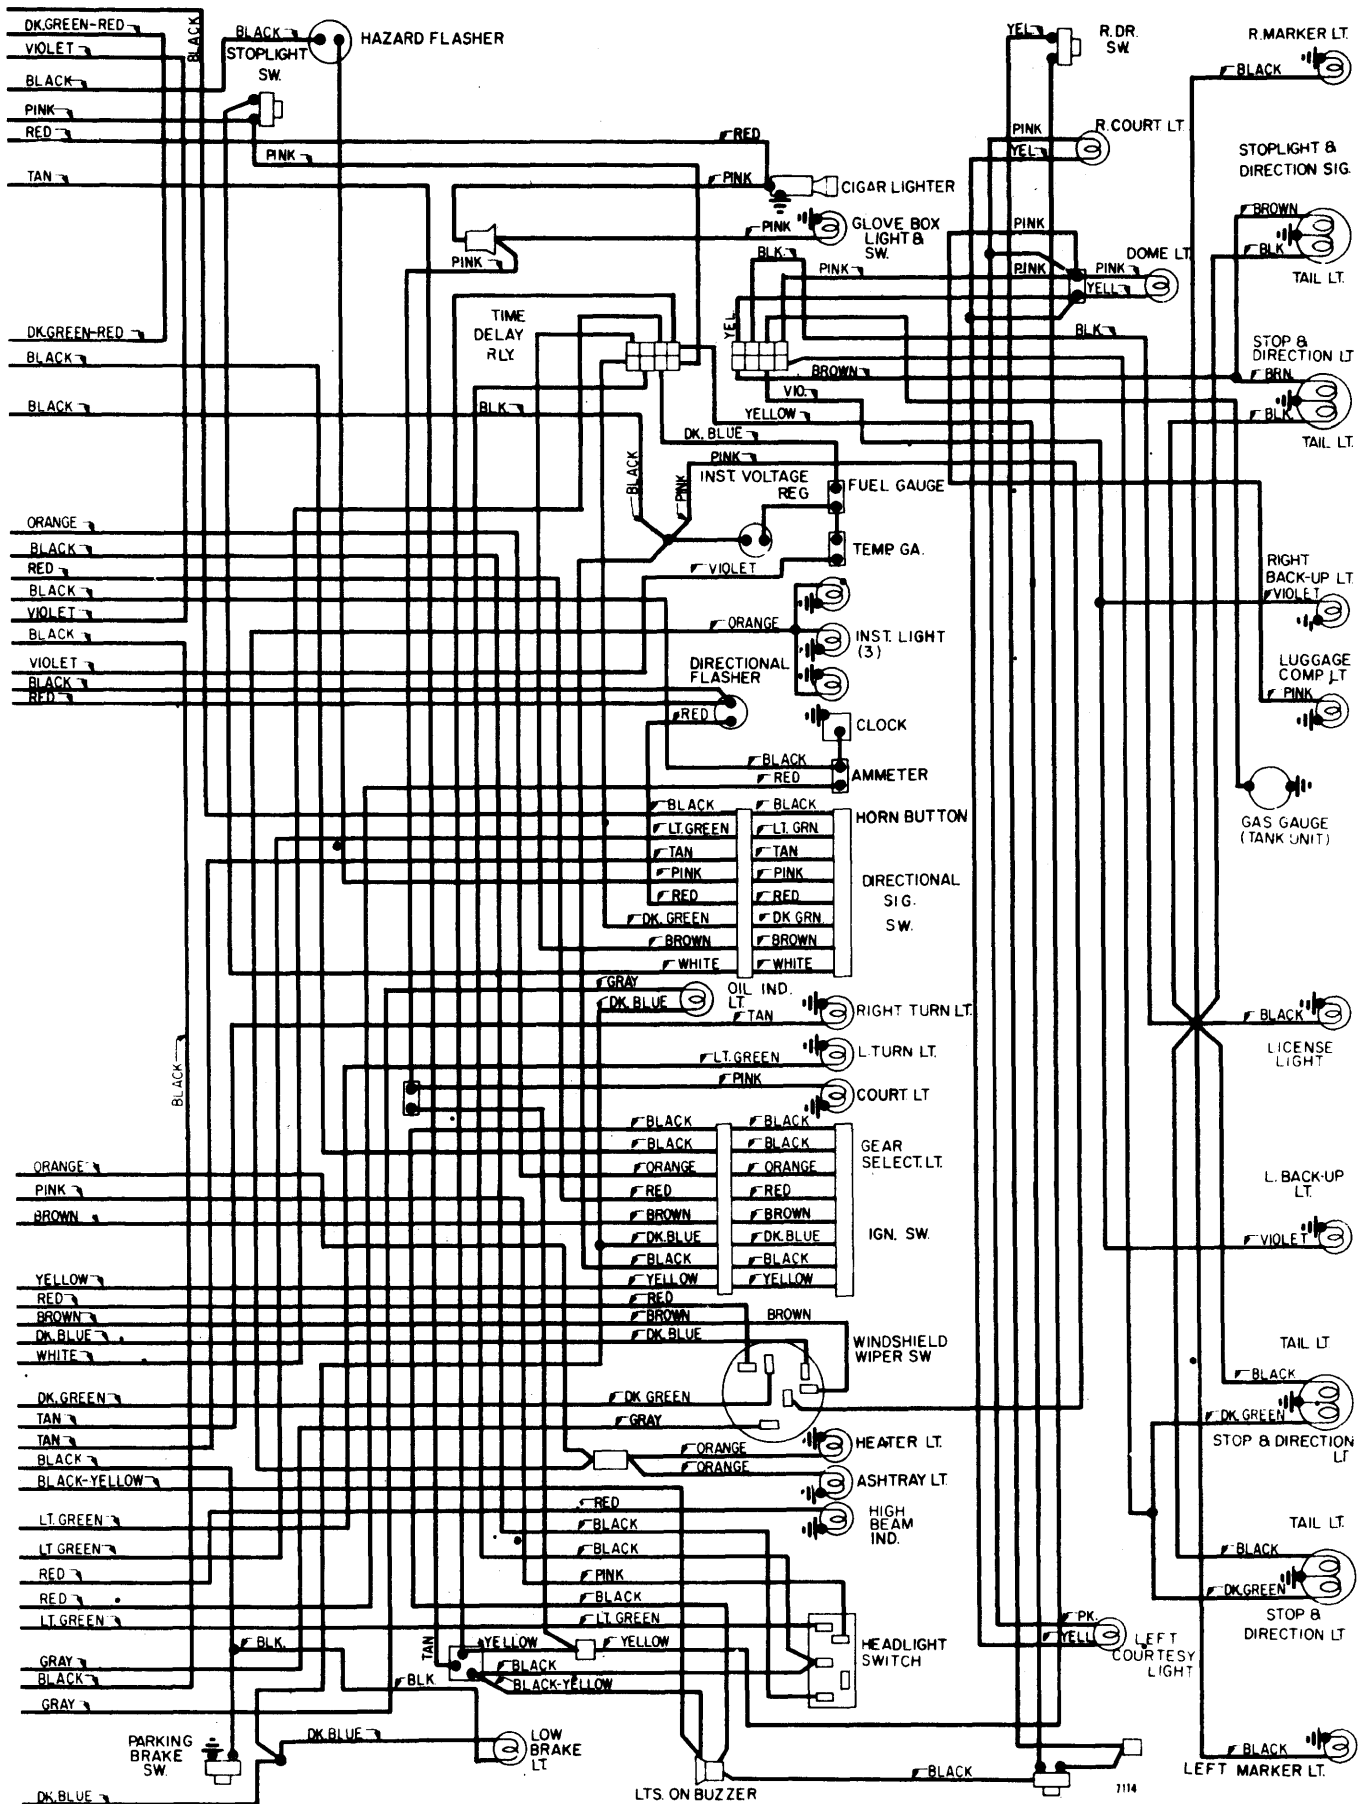 BLACK
DK.GREEN-RED
VIOLET
BLACK
PINK
RED
TAN
BLACK
HAZARD FLASHER
STOPLIGHT
SW.
PINK
YEL
R. DR.
SW.
R. MARKER LT.
BLACK
RED
PINK
CIGAR LIGHTER
PINK
YEL
R. COURT LT.
STOPLIGHT &
DIRECTION SIG.
BROWN
BLK
TAIL LT.
PINK
GLOVE BOX
LIGHT &
SW.
PINK
BLK.
PINK
PINK
PINK
PINK
YELL
DOME LT.
TIME
DELAY
RLY.
YEL
BLK
DK.GREEN-RED
BLACK
BLACK
BLK
BROWN
VIO.
YELLOW
STOP &
DIRECTION LT
BRN
BLK
TAIL LT.
DK. BLUE
PINK
BLACK
PINK
INST. VOLTAGE
REG
FUEL GAUGE
TEMP GA.
VIOLET
ORANGE
BLACK
RED
BLACK
VIOLET
BLACK
VIOLET
BLACK
RED
ORANGE
INST. LIGHT
(3)
DIRECTIONAL
FLASHER
RED
CLOCK
BLACK
RED
AMMETER
RIGHT
BACK-UP LT.
VIOLET
LUGGAGE
COMP LT
PINK
GAS GAUGE
(TANK UNIT)
BLACK BLACK
LT. GREEN LT. GRN.
TAN TAN
PINK PINK
RED RED
DK. GREEN DK GRN.
BROWN BROWN
WHITE WHITE
HORN BUTTON
DIRECTIONAL
SIG.
SW.
GRAY
DK. BLUE
OIL IND.
LT.
TAN
RIGHT TURN LT.
LT. GREEN
L. TURN LT.
PINK
COURT LT
BLACK
BLACK
LICENSE
LIGHT
BLACK BLACK
BLACK BLACK
ORANGE ORANGE
RED RED
BROWN BROWN
DK.BLUE DK.BLUE
BLACK BLACK
YELLOW YELLOW
GEAR
SELECT. LT.
IGN. SW.
ORANGE
PINK
BROWN
YELLOW
RED
BROWN
DK.BLUE
WHITE
RED
BROWN BROWN
DK.BLUE
WINDSHIELD
WIPER SW
L. BACK-UP
LT.
VIOLET
TAIL LT
BLACK
DK. GREEN
STOP & DIRECTION
LT
DK. GREEN
TAN
TAN
BLACK
BLACK-YELLOW
DK GREEN
GRAY
ORANGE
ORANGE
HEATER LT.
ASHTRAY LT.
LT. GREEN
LT GREEN
RED
RED
LT. GREEN
RED
BLACK
BLACK
PINK
BLACK
LT GREEN
HIGH
BEAM
IND.
TAIL LT.
BLACK
DK.GREEN
STOP &
DIRECTION LT
TAN
BLK.
YELLOW
YELLOW
BLACK
BLACK-YELLOW
HEADLIGHT
SWITCH
PK.
YELL
LEFT
COURTESY
LIGHT
GRAY
BLACK
GRAY
BLK
PARKING
BRAKE
SW.
DK.BLUE
LOW
BRAKE
LT.
DK.BLUE
LTS. ON BUZZER
BLACK
7114
BLACK
LEFT MARKER LT.